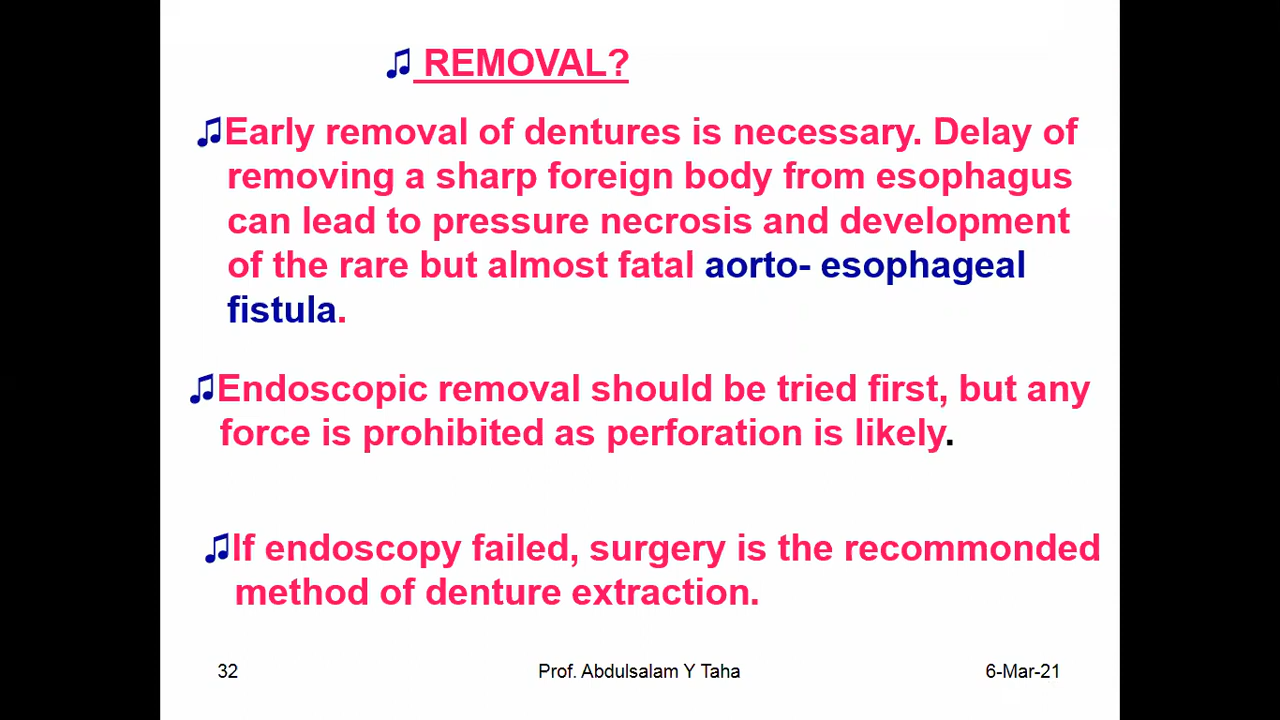 ♫ REMOVAL?
♫Early removal of dentures is necessary. Delay of
removing a sharp foreign body from esophagus
can lead to pressure necrosis and development
of the rare but almost fatal aorto- esophageal
fistula.
♫Endoscopic removal should be tried first, but any
force is prohibited as perforation is likely.
♫If endoscopy failed, surgery is the recommonded
method of denture extraction.
32 Prof. Abdulsalam Y Taha 6-Mar-21